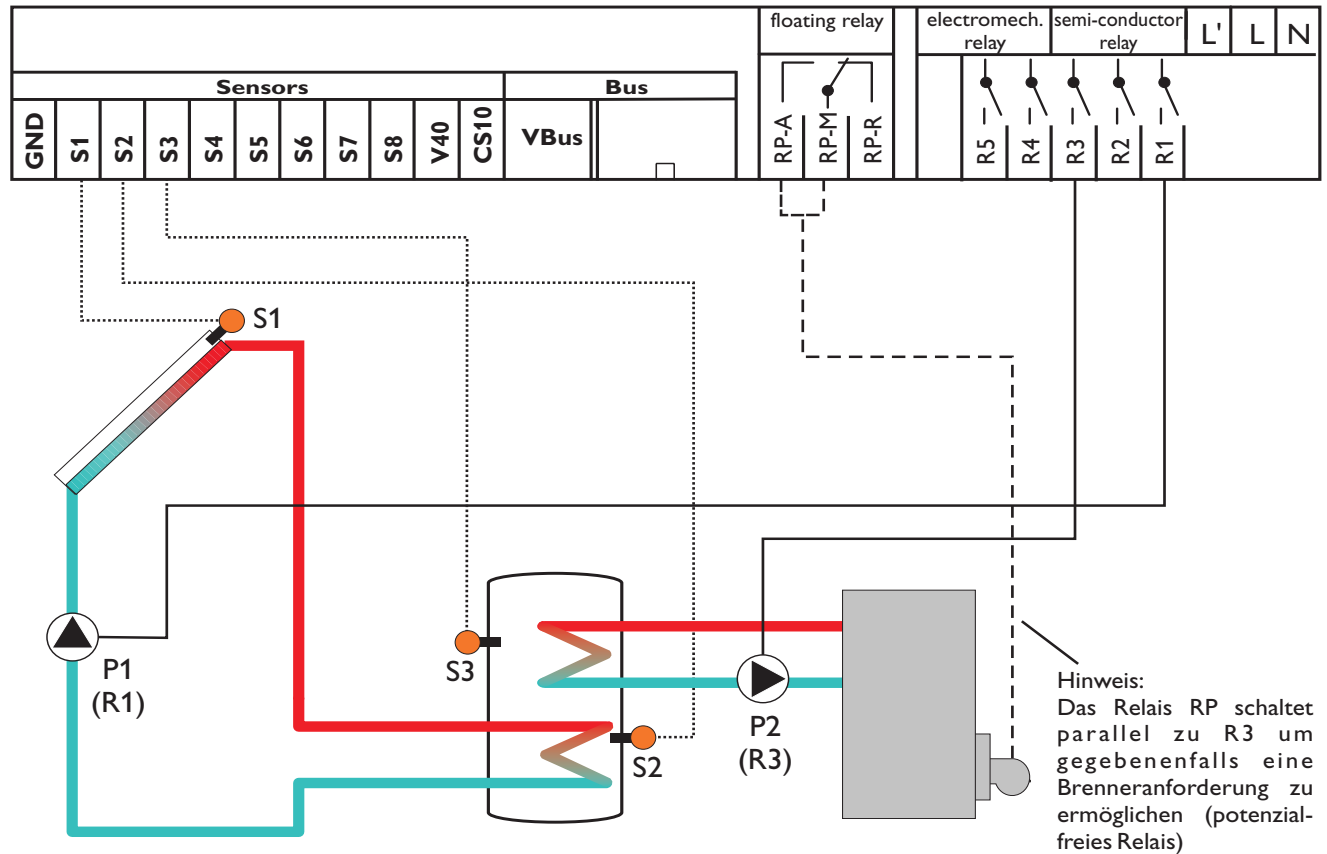 floating relay
electromech. relay
semi-conductor relay
L' L N
Sensors
Bus
GND S1 S2 S3 S4 S5 S6 S7 S8 V40 CS10
VBus
RP-A RP-M RP-R
R5 R4 R3 R2 R1
S1
S3
S2
P1
(R1)
P2
(R3)
Hinweis:
Das Relais RP schaltet
parallel zu R3 um
gegebenenfalls eine
Brenneranforderung zu
ermöglichen (potenzial-
freies Relais)